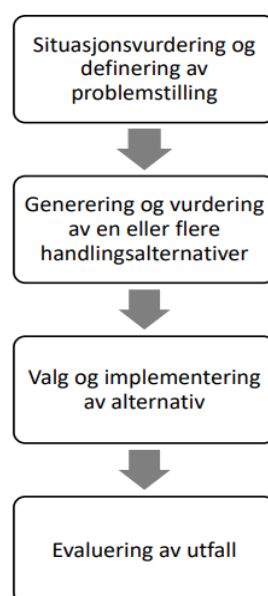 Situasjonsvurdering og
definering av
problemstilling
Generering og vurdering
av en eller flere
handlingsalternativer
Valg og implementering
av alternativ
Evaluering av utfall